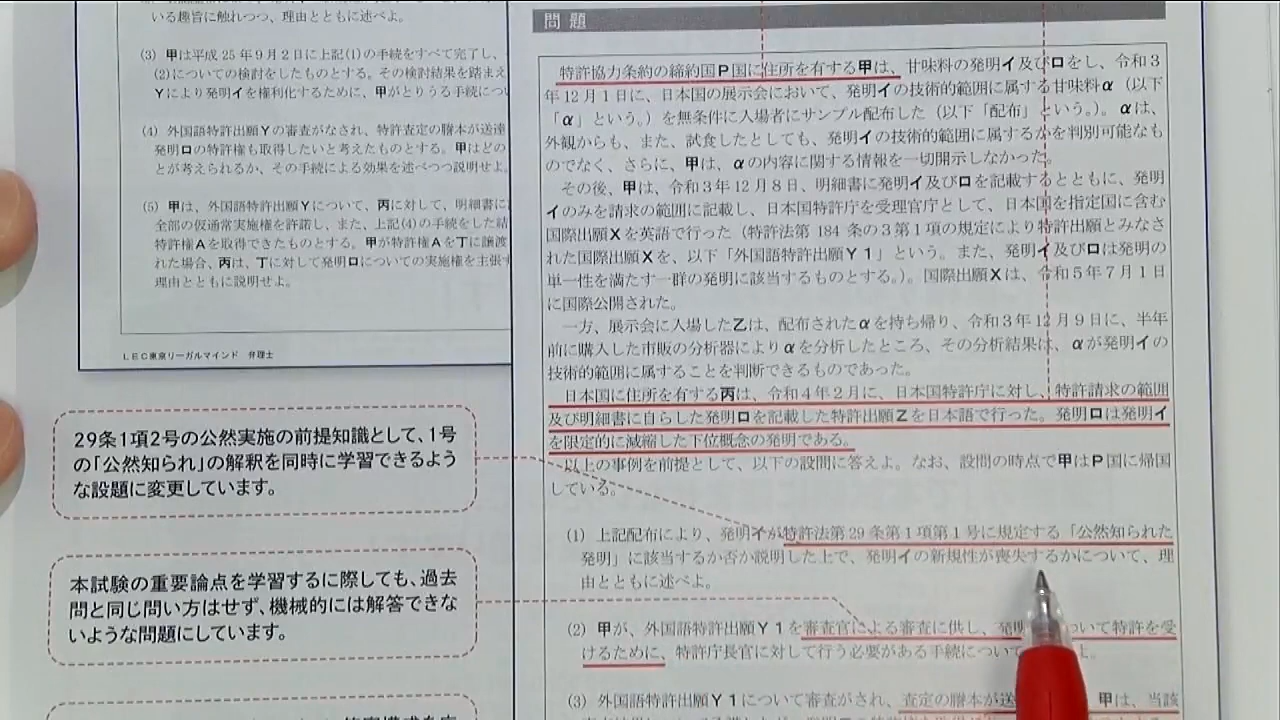 いる趣旨に触れつつ、理由とともに述べよ。
(3) 甲は平成 25 年9月2日に上記(1)の手続をすべて完了し、
(2)についての検討をしたものとする。その検討結果を踏まえ
Yにより発明イを権利化するために、甲がとりうる手続につい
(4) 外国語特許出願Yの審査がなされ、特許査定の謄本が送達
発明ロの特許権も取得したいと考えたものとする。甲はどの
とが考えられるか、その手続による効果を述べつつ説明せよ。
(5) 甲は、外国語特許出願Yについて、丙に対して、明細書に
全部の仮通常実施権を許諾し、また、上記(4)の手続をした結
特許権Aを取得できたものとする。甲が特許権Aを丁に譲渡
れた場合、丙は、丁に対して発明ロについての実施権を主張す
理由とともに説明せよ。
LEC東京リーガルマインド 弁理士
29条1項2号の公然実施の前提知識として、1号
の「公然知られ」の解釈を同時に学習できるよう
な設題に変更しています。
本試験の重要論点を学習するに際しても、過去
問と同じ問い方はせず、機械的には解答できな
いような問題にしています。
問 題
特許協力条約の締約国P国に住所を有する甲は、甘味料の発明イ及びロをし、令和3
年 12 月1日に、日本国の展示会において、発明イの技術的範囲に属する甘味料α（以下
「α」という。）を無条件に入場者にサンプル配布した（以下「配布」という。）。αは、
外観からも、また、試食したとしても、発明イの技術的範囲に属するかを判別可能なも
のでなく、さらに、甲は、αの内容に関する情報を一切開示しなかった。
その後、甲は、令和3年 12 月8日、明細書に発明イ及びロを記載するとともに、発明
イのみを請求の範囲に記載し、日本国特許庁を受理官庁として、日本国を指定国に含む
国際出願Xを英語で行った（特許法第 184 条の3第1項の規定により特許出願とみなさ
れた国際出願Xを、以下「外国語特許出願Y1」という。また、発明イ及びロは発明の
単一性を満たす一群の発明に該当するものとする。）。国際出願Xは、令和5年7月1日
に国際公開された。
一方、展示会に入場した乙は、配布されたαを持ち帰り、令和3年 12 月9日に、半年
前に購入した市販の分析器によりαを分析したところ、その分析結果は、αが発明イの
技術的範囲に属することを判断できるものであった。
日本国に住所を有する丙は、令和4年2月に、日本国特許庁に対し、特許請求の範囲
及び明細書に自らした発明ロを記載した特許出願Zを日本語で行った。発明ロは発明イ
を限定的に減縮した下位概念の発明である。
以上の事例を前提として、以下の設問に答えよ。なお、設問の時点で甲はP国に帰国
している。
(1) 上記配布により、発明イが特許法第 29 条第1項第1号に規定する「公然知られた
発明」に該当するか否か説明した上で、発明イの新規性が喪失するかについて、理
由とともに述べよ。
(2) 甲が、外国語特許出願Y1を審査官による審査に供し、発明 ついて特許を受
けるために、特許庁長官に対して行う必要がある手続について 。
(3) 外国語特許出願Y1について審査がされ、査定の謄本が送 甲は、当該